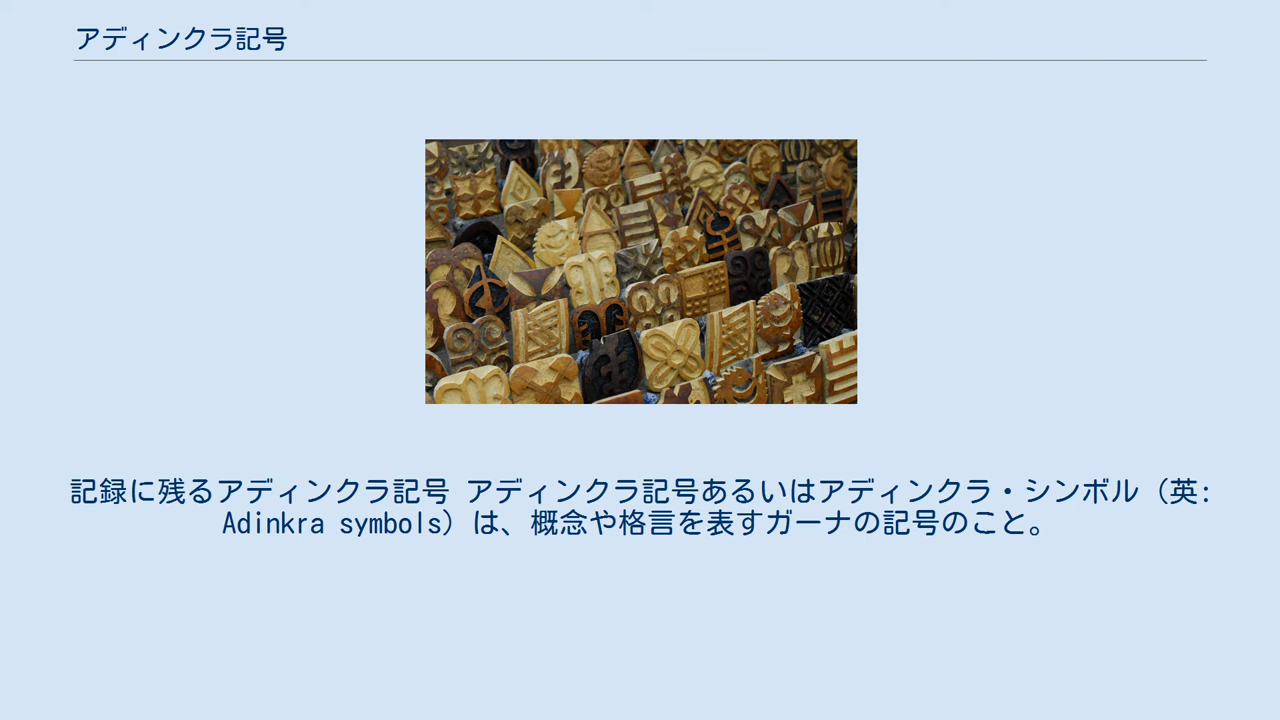 アディンクラ記号
記録に残るアディンクラ記号 アディンクラ記号あるいはアディンクラ・シンボル（英:
Adinkra symbols）は、概念や格言を表すガーナの記号のこと。